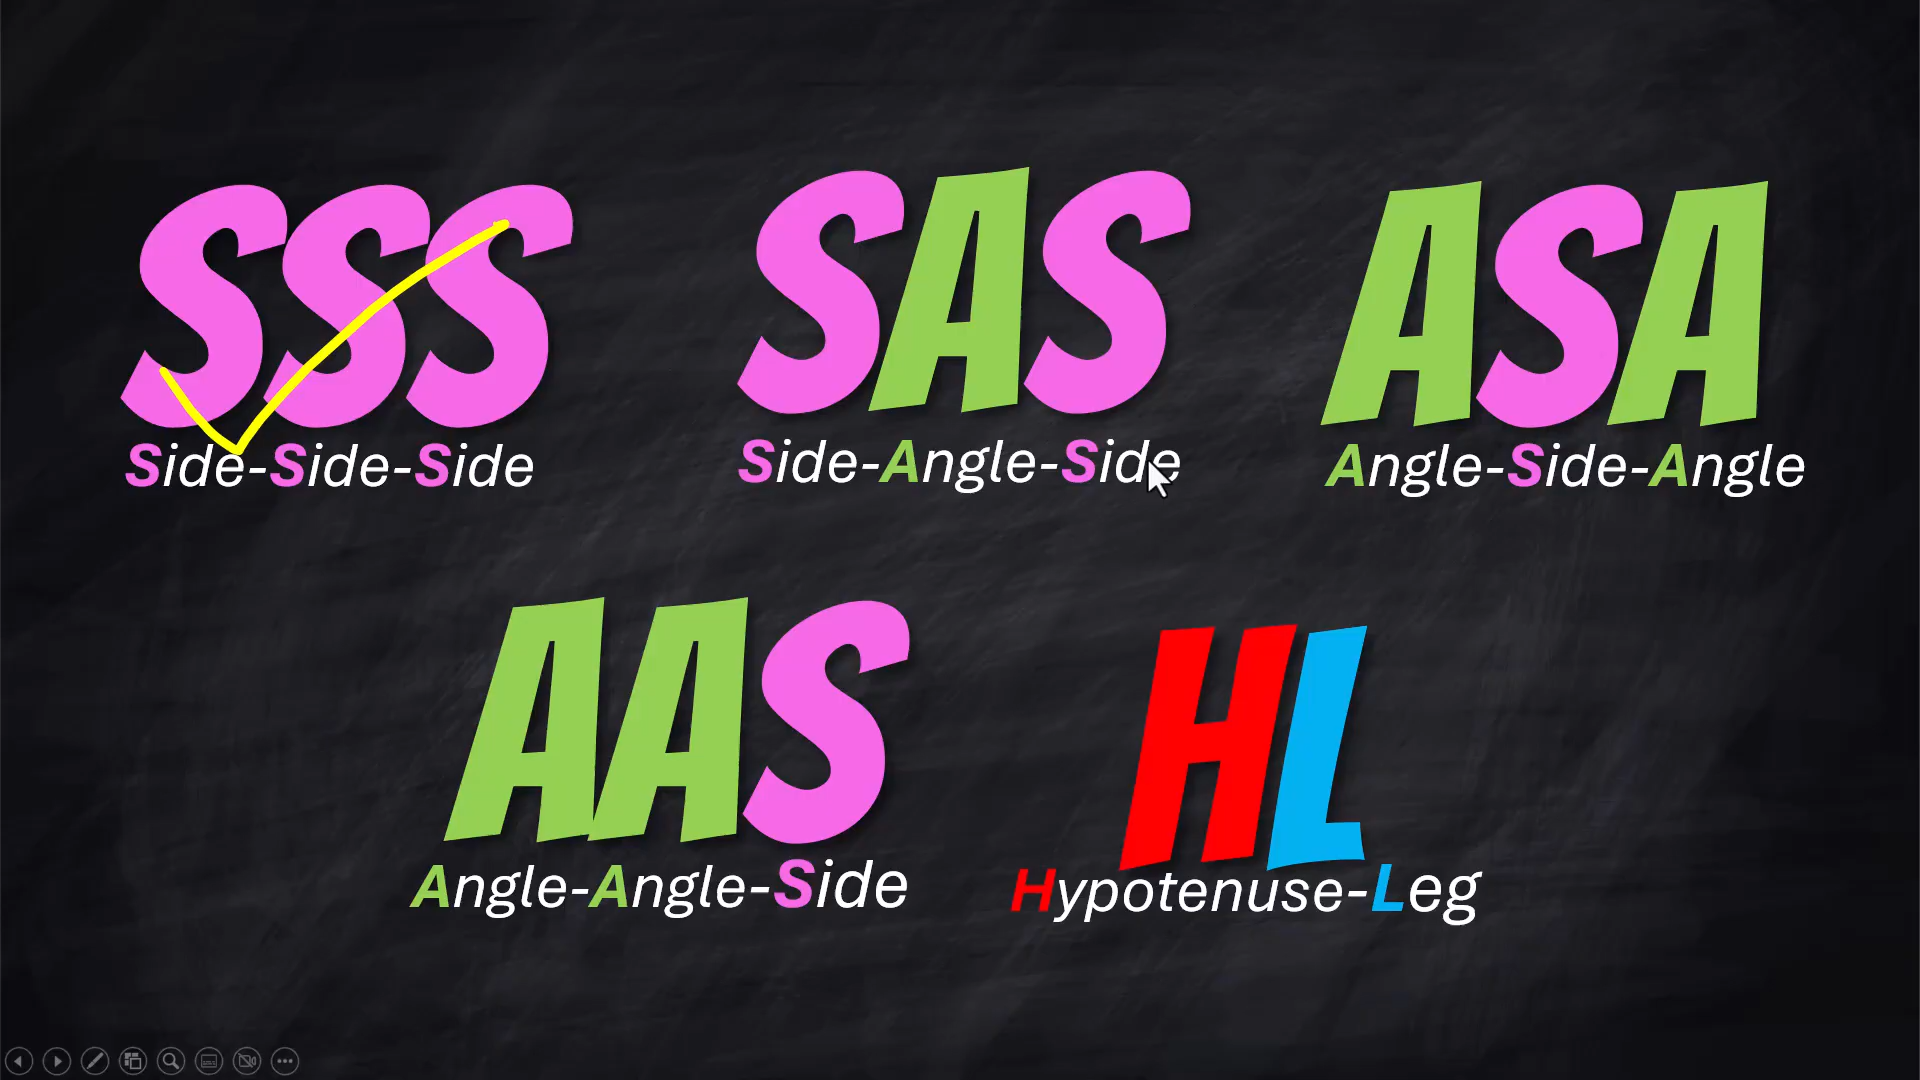 SSS
Side-Side-Side
SAS
Side-Angle-Side
ASA
Angle-Side-Angle
AAS
Angle-Angle-Side
HL
Hypotenuse-Leg